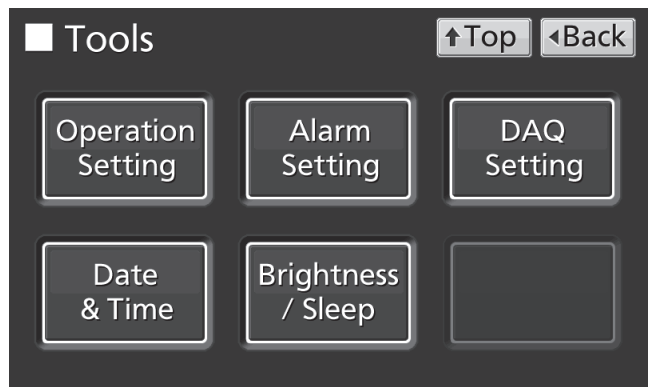 Tools
↑Top
◂Back
Operation
Setting
Alarm
Setting
DAQ
Setting
Date
& Time
Brightness
/ Sleep